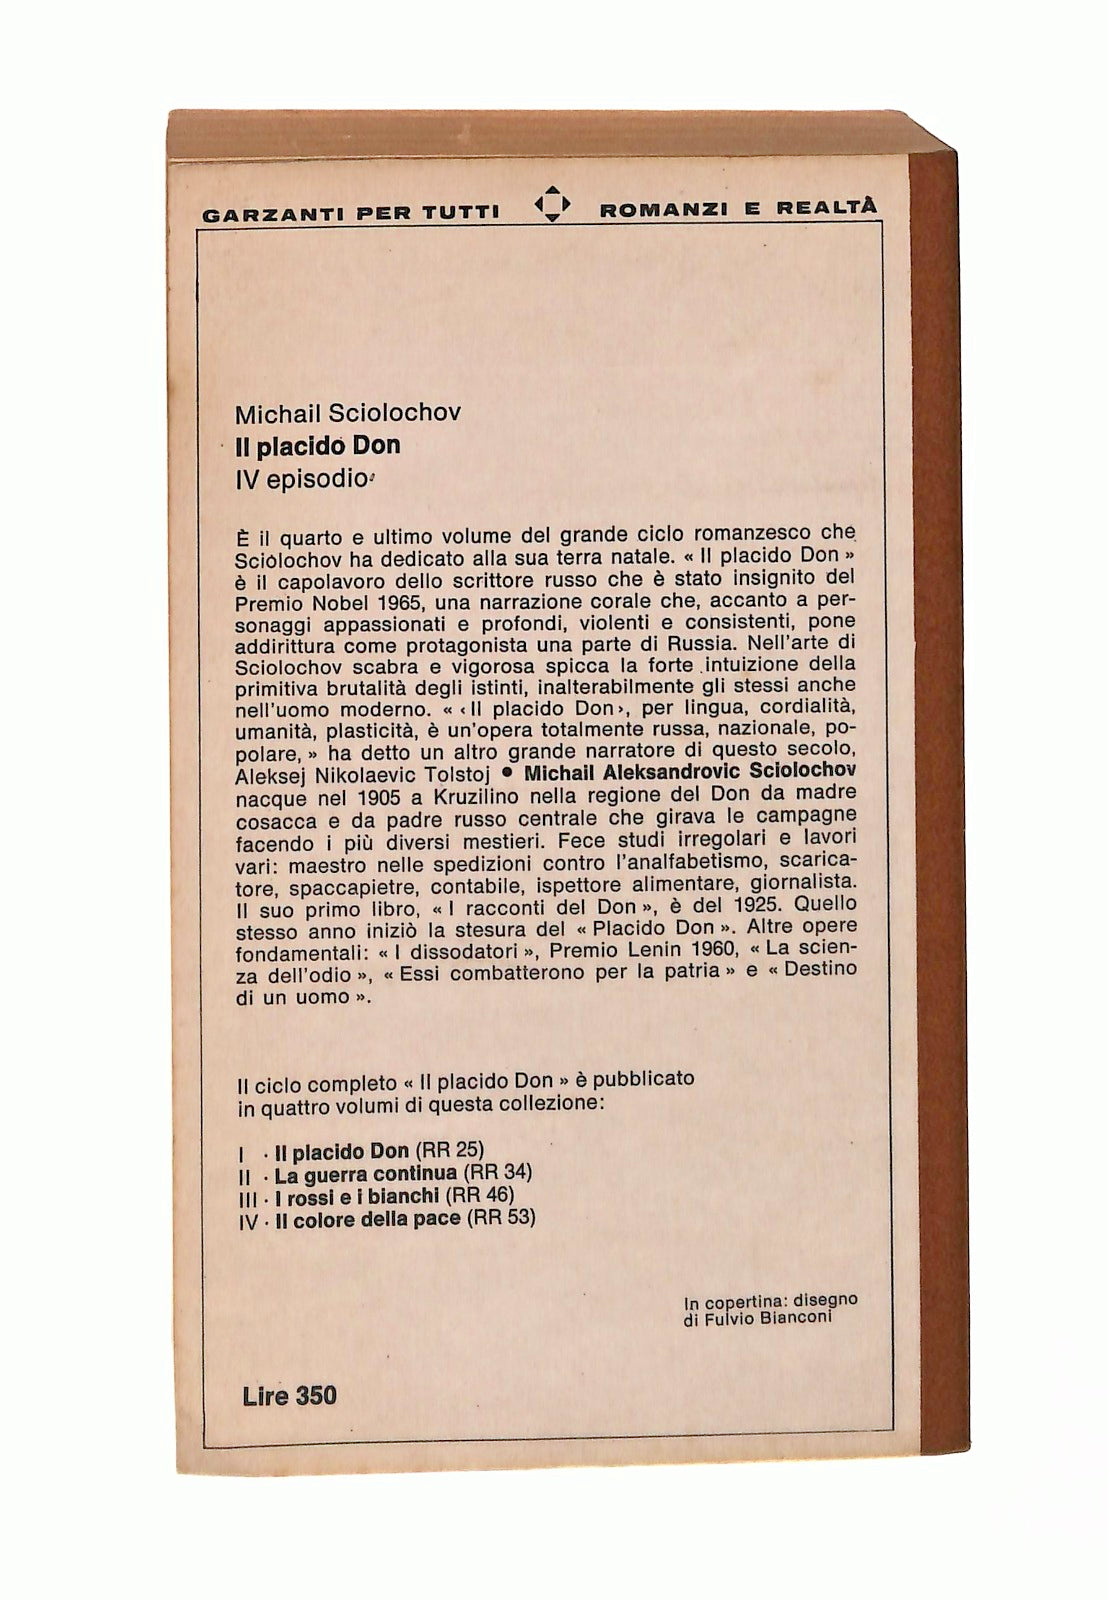 GARZANTI PER TUTTI ROMANZI E REALTÀ
Michail Sciolochov
Il placido Don
IV episodio
È il quarto e ultimo volume del grande ciclo romanzesco che
Sciolochov ha dedicato alla sua terra natale. « Il placido Don »
è il capolavoro dello scrittore russo che è stato insignito del
Premio Nobel 1965, una narrazione corale che, accanto a per-
sonaggi appassionati e profondi, violenti e consistenti, pone
addirittura come protagonista una parte di Russia. Nell'arte di
Sciolochov scabra e vigorosa spicca la forte intuizione della
primitiva brutalità degli istinti, inalterabilmente gli stessi anche
nell'uomo moderno. « ‹Il placido Don›, per lingua, cordialità,
umanità, plasticità, è un'opera totalmente russa, nazionale, po-
polare, » ha detto un altro grande narratore di questo secolo,
Aleksej Nikolaevic Tolstoj • Michail Aleksandrovic Sciolochov
nacque nel 1905 a Kruzilino nella regione del Don da madre
cosacca e da padre russo centrale che girava le campagne
facendo i più diversi mestieri. Fece studi irregolari e lavori
vari: maestro nelle spedizioni contro l'analfabetismo, scarica-
tore, spaccapietre, contabile, ispettore alimentare, giornalista.
Il suo primo libro, « I racconti del Don », è del 1925. Quello
stesso anno iniziò la stesura del « Placido Don ». Altre opere
fondamentali: « I dissodatori », Premio Lenin 1960, « La scien-
za dell'odio », « Essi combatterono per la patria » e « Destino
di un uomo ».
Il ciclo completo « Il placido Don » è pubblicato
in quattro volumi di questa collezione:
I · Il placido Don (RR 25)
II · La guerra continua (RR 34)
III · I rossi e i bianchi (RR 46)
IV · Il colore della pace (RR 53)
In copertina: disegno
di Fulvio Bianconi
Lire 350